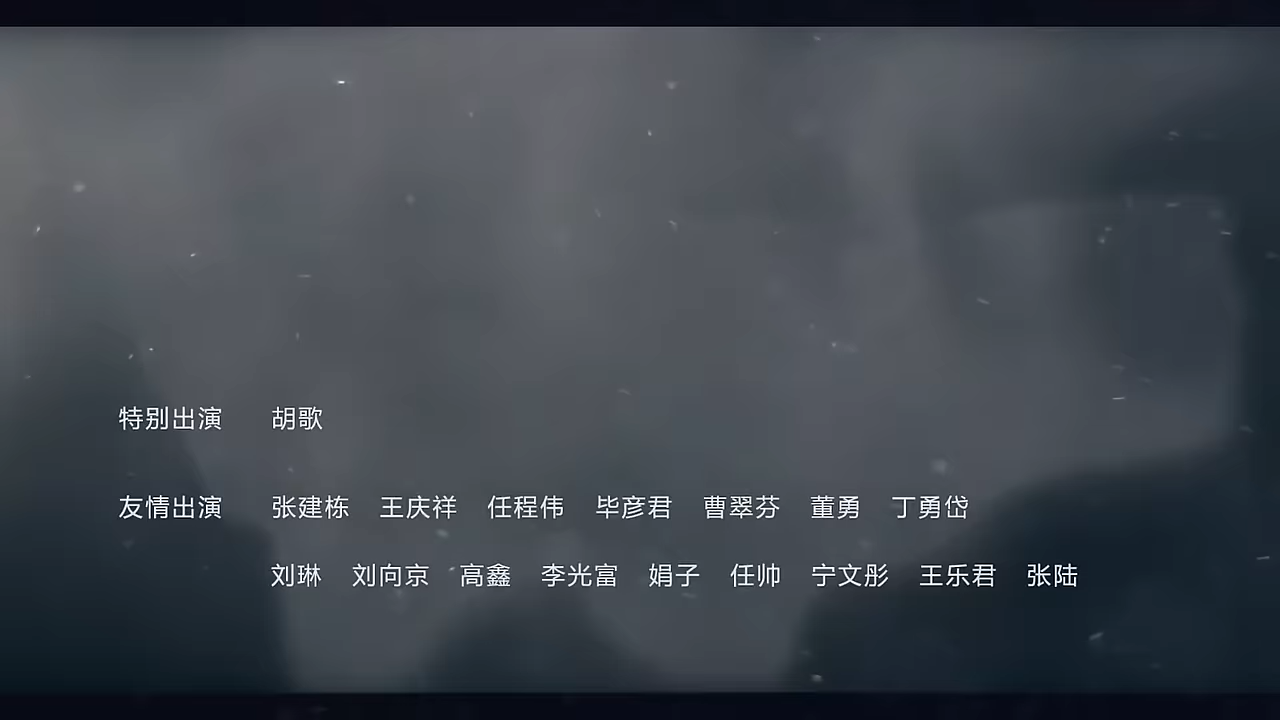 特别出演 胡歌
友情出演 张建栋 王庆祥 任程伟 毕彦君 曹翠芬 董勇 丁勇岱
刘琳 刘向京 高鑫 李光富 娟子 任帅 宁文彤 王乐君 张陆